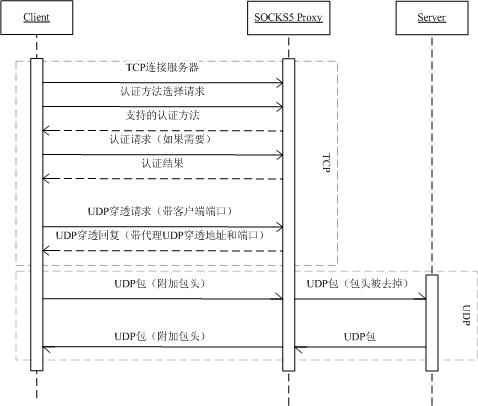 Client
SOCKS5 Proxy
Server
TCP连接服务器
认证方法选择请求
支持的认证方法
认证请求（如果需要）
认证结果
TCP
UDP穿透请求（带客户端端口）
UDP穿透回复（带代理UDP穿透地址和端口）
UDP包（附加包头）
UDP包（包头被去掉）
UDP
UDP包（附加包头）
UDP包